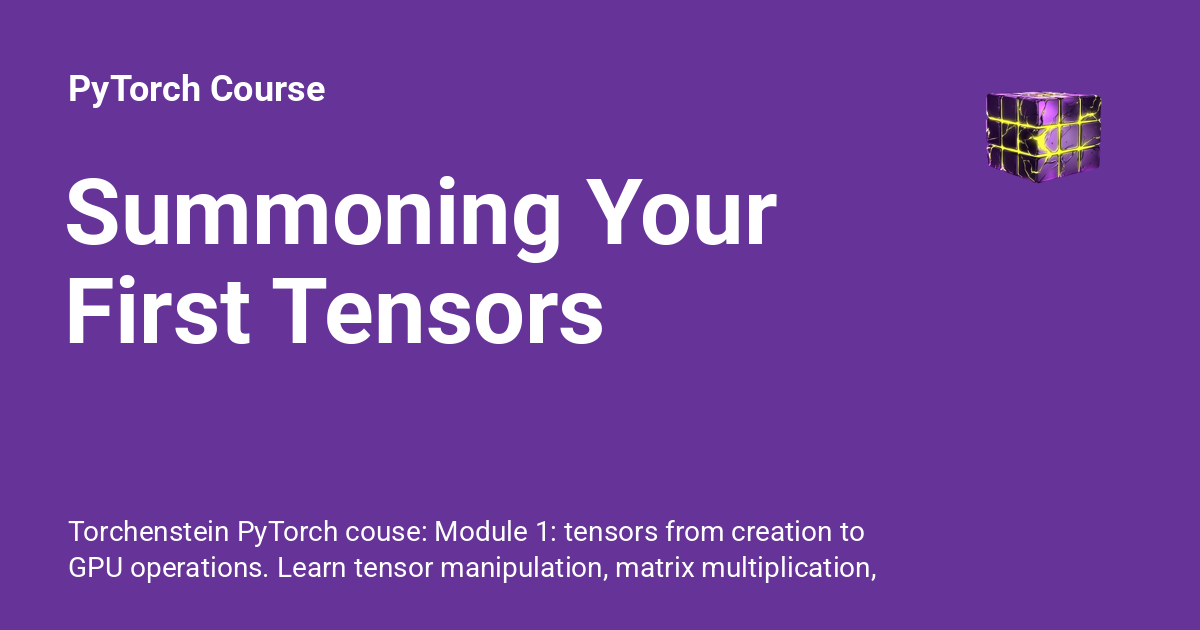 PyTorch Course
Summoning Your
First Tensors
Torchenstein PyTorch couse: Module 1: tensors from creation to
GPU operations. Learn tensor manipulation, matrix multiplication,